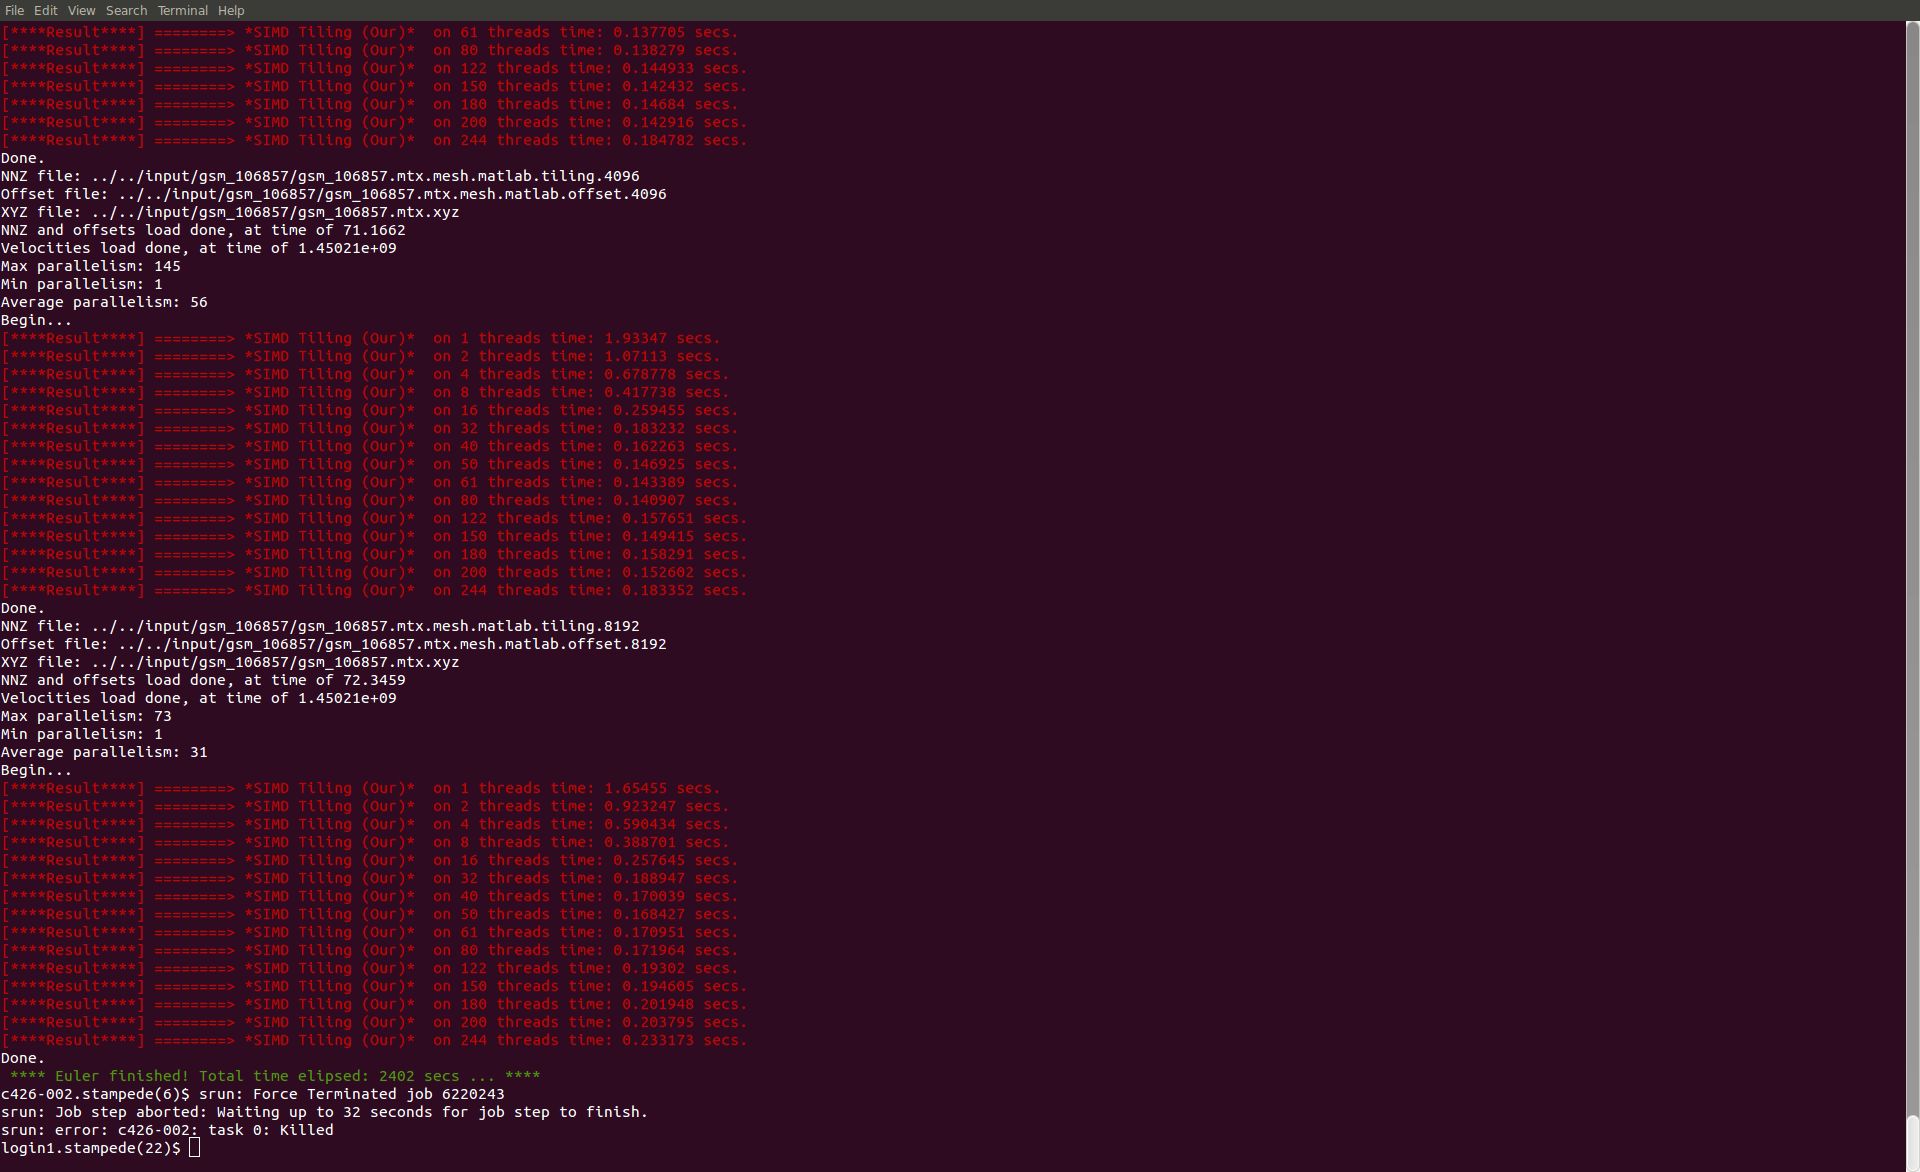 File Edit View Search Terminal Help
[****Result****] ========> *SIMD Tiling (Our)*  on 61 threads time: 0.137705 secs.
[****Result****] ========> *SIMD Tiling (Our)*  on 80 threads time: 0.138279 secs.
[****Result****] ========> *SIMD Tiling (Our)*  on 122 threads time: 0.144933 secs.
[****Result****] ========> *SIMD Tiling (Our)*  on 150 threads time: 0.142432 secs.
[****Result****] ========> *SIMD Tiling (Our)*  on 180 threads time: 0.14684 secs.
[****Result****] ========> *SIMD Tiling (Our)*  on 200 threads time: 0.142916 secs.
[****Result****] ========> *SIMD Tiling (Our)*  on 244 threads time: 0.184782 secs.
Done.
NNZ file: ../../input/gsm_106857/gsm_106857.mtx.mesh.matlab.tiling.4096
Offset file: ../../input/gsm_106857/gsm_106857.mtx.mesh.matlab.offset.4096
XYZ file: ../../input/gsm_106857/gsm_106857.mtx.xyz
NNZ and offsets load done, at time of 71.1662
Velocities load done, at time of 1.45021e+09
Max parallelism: 145
Min parallelism: 1
Average parallelism: 56
Begin...
[****Result****] ========> *SIMD Tiling (Our)*  on 1 threads time: 1.93347 secs.
[****Result****] ========> *SIMD Tiling (Our)*  on 2 threads time: 1.07113 secs.
[****Result****] ========> *SIMD Tiling (Our)*  on 4 threads time: 0.678778 secs.
[****Result****] ========> *SIMD Tiling (Our)*  on 8 threads time: 0.417738 secs.
[****Result****] ========> *SIMD Tiling (Our)*  on 16 threads time: 0.259455 secs.
[****Result****] ========> *SIMD Tiling (Our)*  on 32 threads time: 0.183232 secs.
[****Result****] ========> *SIMD Tiling (Our)*  on 40 threads time: 0.162263 secs.
[****Result****] ========> *SIMD Tiling (Our)*  on 50 threads time: 0.146925 secs.
[****Result****] ========> *SIMD Tiling (Our)*  on 61 threads time: 0.143389 secs.
[****Result****] ========> *SIMD Tiling (Our)*  on 80 threads time: 0.140907 secs.
[****Result****] ========> *SIMD Tiling (Our)*  on 122 threads time: 0.157651 secs.
[****Result****] ========> *SIMD Tiling (Our)*  on 150 threads time: 0.149415 secs.
[****Result****] ========> *SIMD Tiling (Our)*  on 180 threads time: 0.158291 secs.
[****Result****] ========> *SIMD Tiling (Our)*  on 200 threads time: 0.152602 secs.
[****Result****] ========> *SIMD Tiling (Our)*  on 244 threads time: 0.183352 secs.
Done.
NNZ file: ../../input/gsm_106857/gsm_106857.mtx.mesh.matlab.tiling.8192
Offset file: ../../input/gsm_106857/gsm_106857.mtx.mesh.matlab.offset.8192
XYZ file: ../../input/gsm_106857/gsm_106857.mtx.xyz
NNZ and offsets load done, at time of 72.3459
Velocities load done, at time of 1.45021e+09
Max parallelism: 73
Min parallelism: 1
Average parallelism: 31
Begin...
[****Result****] ========> *SIMD Tiling (Our)*  on 1 threads time: 1.65455 secs.
[****Result****] ========> *SIMD Tiling (Our)*  on 2 threads time: 0.923247 secs.
[****Result****] ========> *SIMD Tiling (Our)*  on 4 threads time: 0.590434 secs.
[****Result****] ========> *SIMD Tiling (Our)*  on 8 threads time: 0.388701 secs.
[****Result****] ========> *SIMD Tiling (Our)*  on 16 threads time: 0.257645 secs.
[****Result****] ========> *SIMD Tiling (Our)*  on 32 threads time: 0.188947 secs.
[****Result****] ========> *SIMD Tiling (Our)*  on 40 threads time: 0.170039 secs.
[****Result****] ========> *SIMD Tiling (Our)*  on 50 threads time: 0.168427 secs.
[****Result****] ========> *SIMD Tiling (Our)*  on 61 threads time: 0.170951 secs.
[****Result****] ========> *SIMD Tiling (Our)*  on 80 threads time: 0.171964 secs.
[****Result****] ========> *SIMD Tiling (Our)*  on 122 threads time: 0.19302 secs.
[****Result****] ========> *SIMD Tiling (Our)*  on 150 threads time: 0.194605 secs.
[****Result****] ========> *SIMD Tiling (Our)*  on 180 threads time: 0.201948 secs.
[****Result****] ========> *SIMD Tiling (Our)*  on 200 threads time: 0.203795 secs.
[****Result****] ========> *SIMD Tiling (Our)*  on 244 threads time: 0.233173 secs.
Done.
 **** Euler finished! Total time elipsed: 2402 secs ... ****
c426-002.stampede(6)$ srun: Force Terminated job 6220243
srun: Job step aborted: Waiting up to 32 seconds for job step to finish.
srun: error: c426-002: task 0: Killed
login1.stampede(22)$